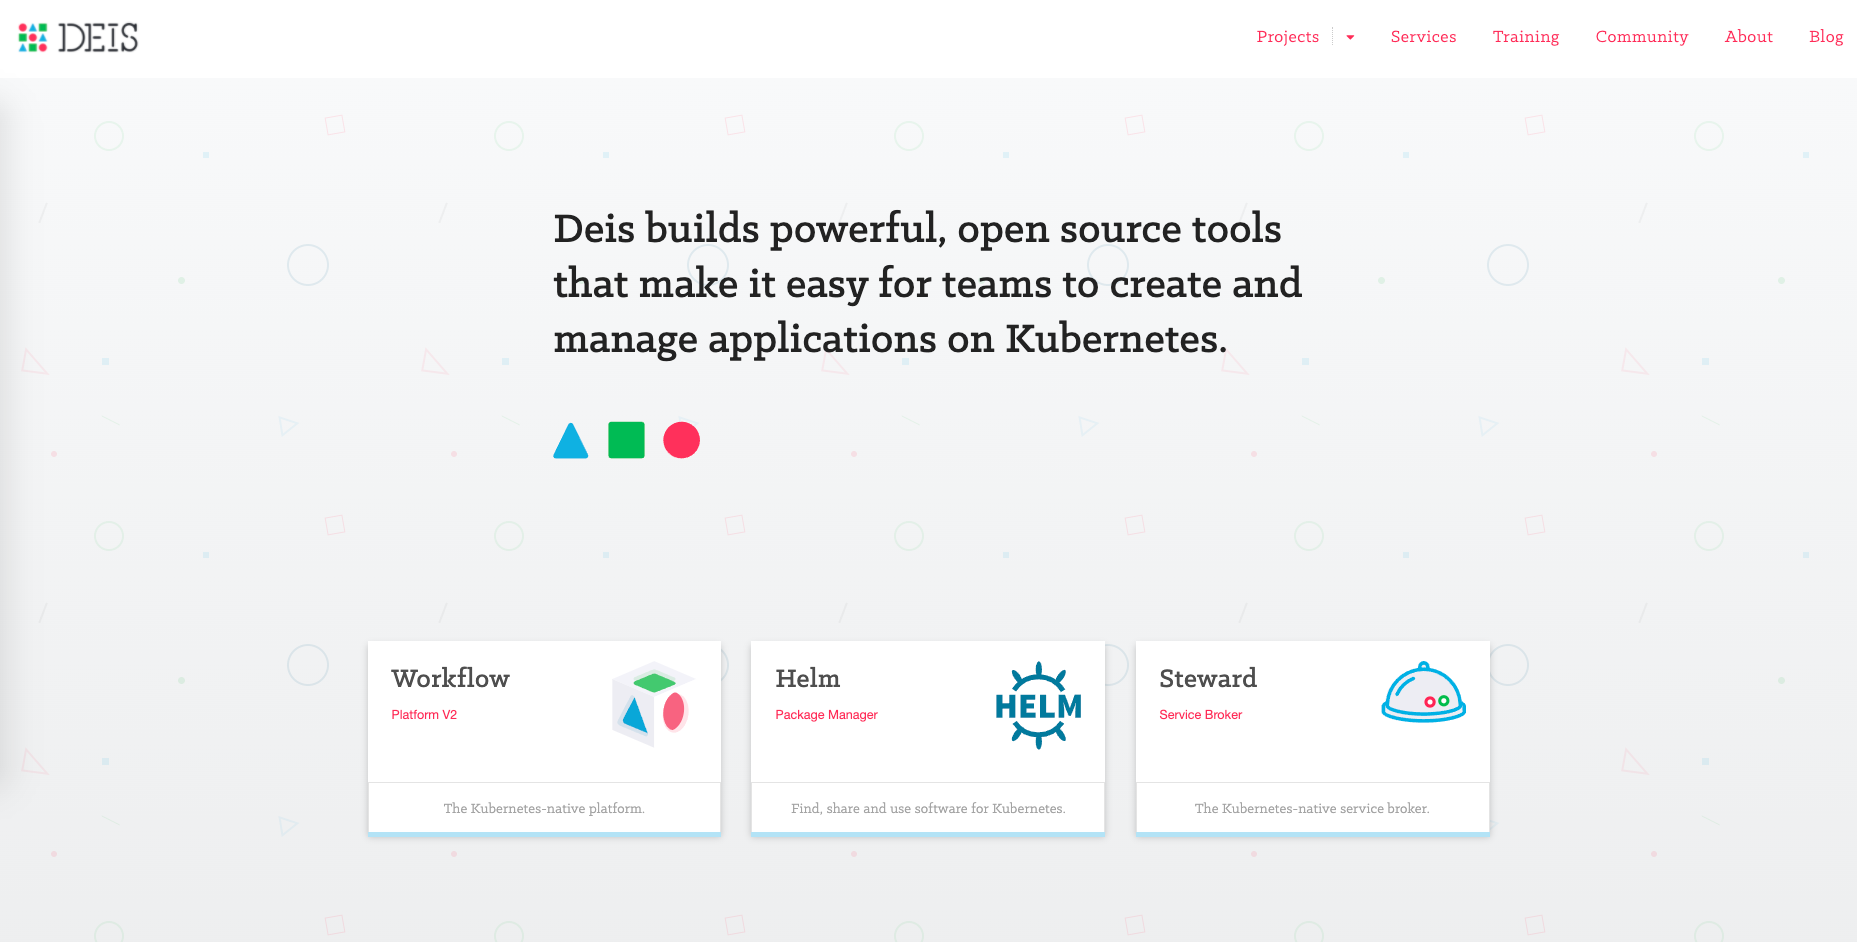 DEIS
Projects
Services
Training
Community
About
Blog
Deis builds powerful, open source tools
that make it easy for teams to create and
manage applications on Kubernetes.
Workflow
Platform V2
The Kubernetes-native platform.
Helm
Package Manager
HELM
Find, share and use software for Kubernetes.
Steward
Service Broker
The Kubernetes-native service broker.